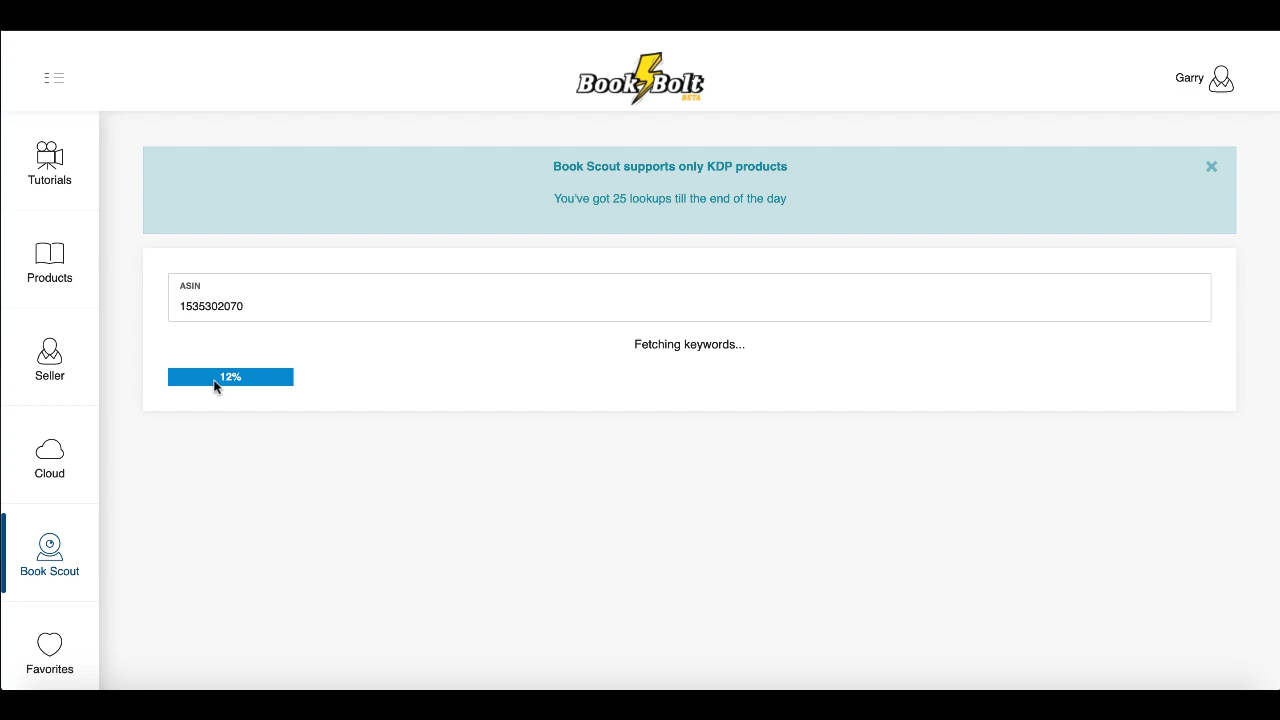 Book Bolt
BETA
Garry
Tutorials
Products
Seller
Cloud
Book Scout
Favorites
Book Scout supports only KDP products
You've got 25 lookups till the end of the day
ASIN
1535302070
Fetching keywords...
12%